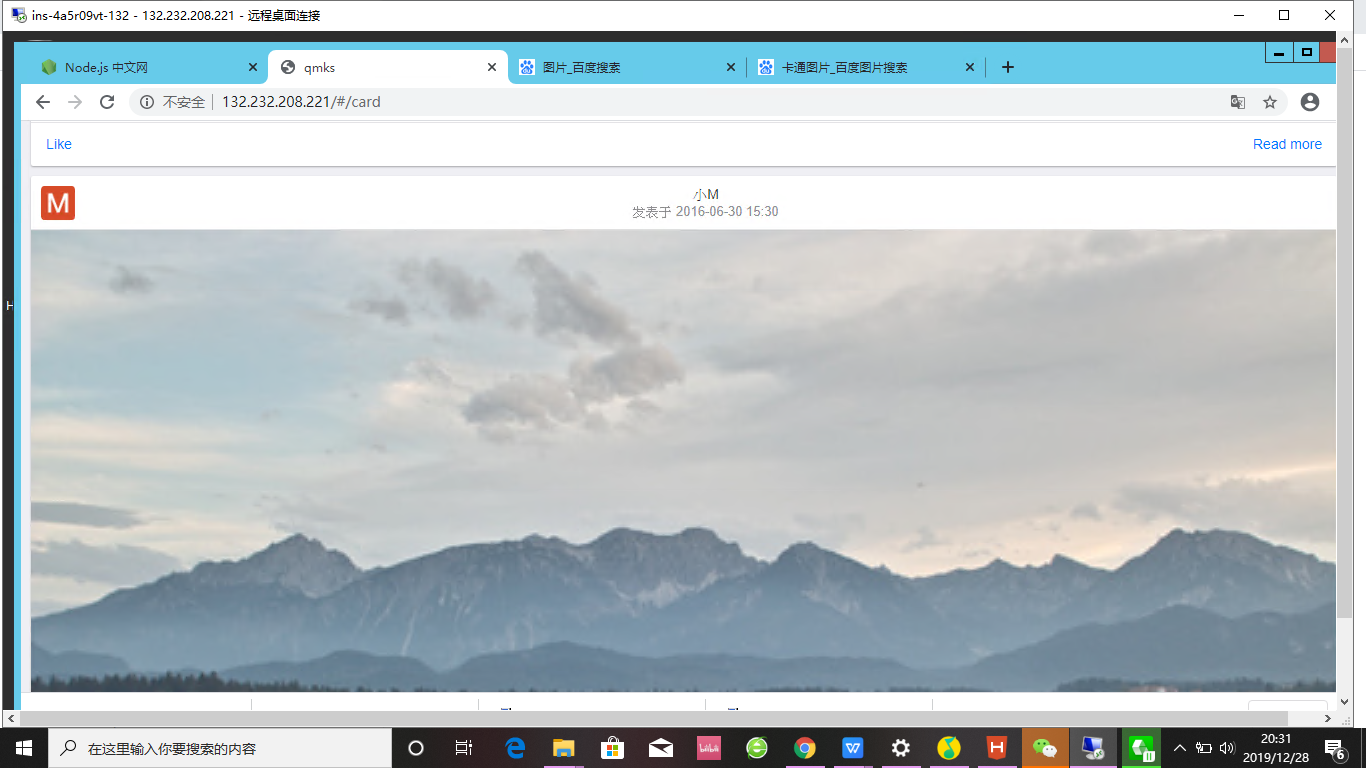 ins-4a5r09vt-132 - 132.232.208.221 - 远程桌面连接
Node.js 中文网
qmks
图片_百度搜索
卡通图片_百度图片搜索
不安全
132.232.208.221/#/card
Like
Read more
M
小M
发表于 2016-06-30 15:30
H
在这里输入你要搜索的内容
20:31
2019/12/28
6